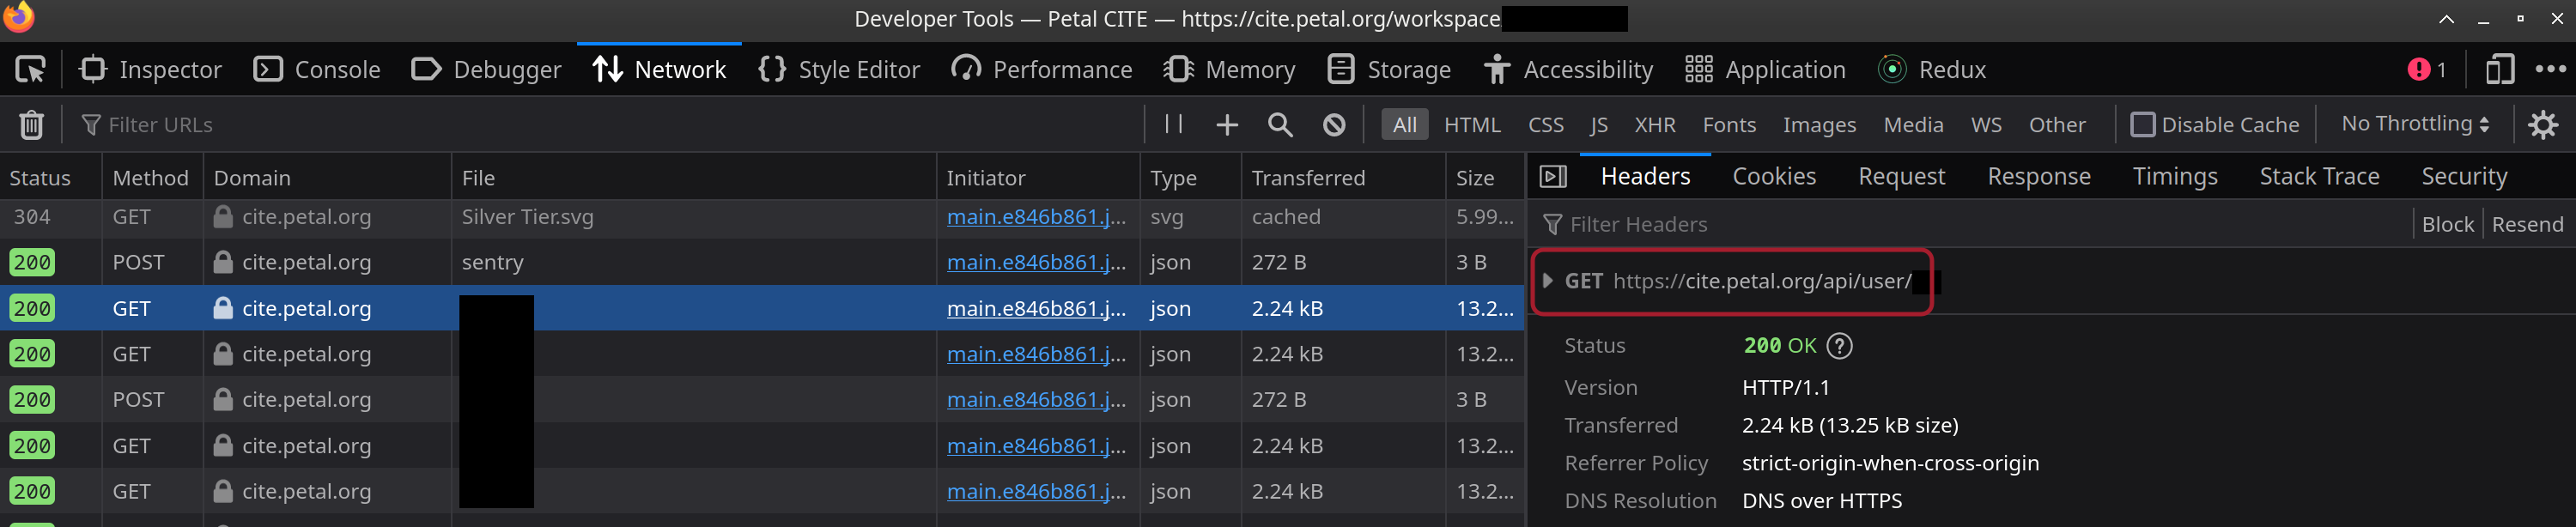 Developer Tools — Petal CITE — https://cite.petal.org/workspace
Inspector Console Debugger Network Style Editor Performance Memory Storage Accessibility Application Redux 1
Filter URLs All HTML CSS JS XHR Fonts Images Media WS Other Disable Cache No Throttling
Status Method Domain File Initiator Type Transferred Size
304 GET cite.petal.org Silver Tier.svg main.e846b861.j... svg cached 5.99...
200 POST cite.petal.org sentry main.e846b861.j... json 272 B 3 B
200 GET cite.petal.org main.e846b861.j... json 2.24 kB 13.2...
200 GET cite.petal.org main.e846b861.j... json 2.24 kB 13.2...
200 POST cite.petal.org main.e846b861.j... json 272 B 3 B
200 GET cite.petal.org main.e846b861.j... json 2.24 kB 13.2...
200 GET cite.petal.org main.e846b861.j... json 2.24 kB 13.2...
Headers Cookies Request Response Timings Stack Trace Security
Filter Headers Block Resend
GET https://cite.petal.org/api/user/
Status 200 OK ?
Version HTTP/1.1
Transferred 2.24 kB (13.25 kB size)
Referrer Policy strict-origin-when-cross-origin
DNS Resolution DNS over HTTPS